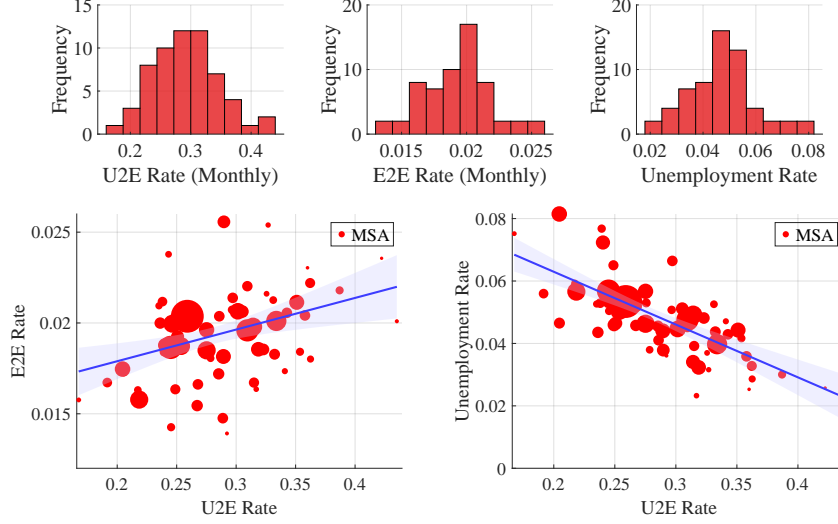 15
10
5
0
Frequency
0.2 0.3 0.4
U2E Rate (Monthly)
20
10
0
Frequency
0.015 0.02 0.025
E2E Rate (Monthly)
20
10
0
Frequency
0.02 0.04 0.06 0.08
Unemployment Rate
0.025
0.02
0.015
E2E Rate
MSA
0.2 0.25 0.3 0.35 0.4
U2E Rate
0.08
0.06
0.04
0.02
0
Unemployment Rate
MSA
0.2 0.25 0.3 0.35 0.4
U2E Rate